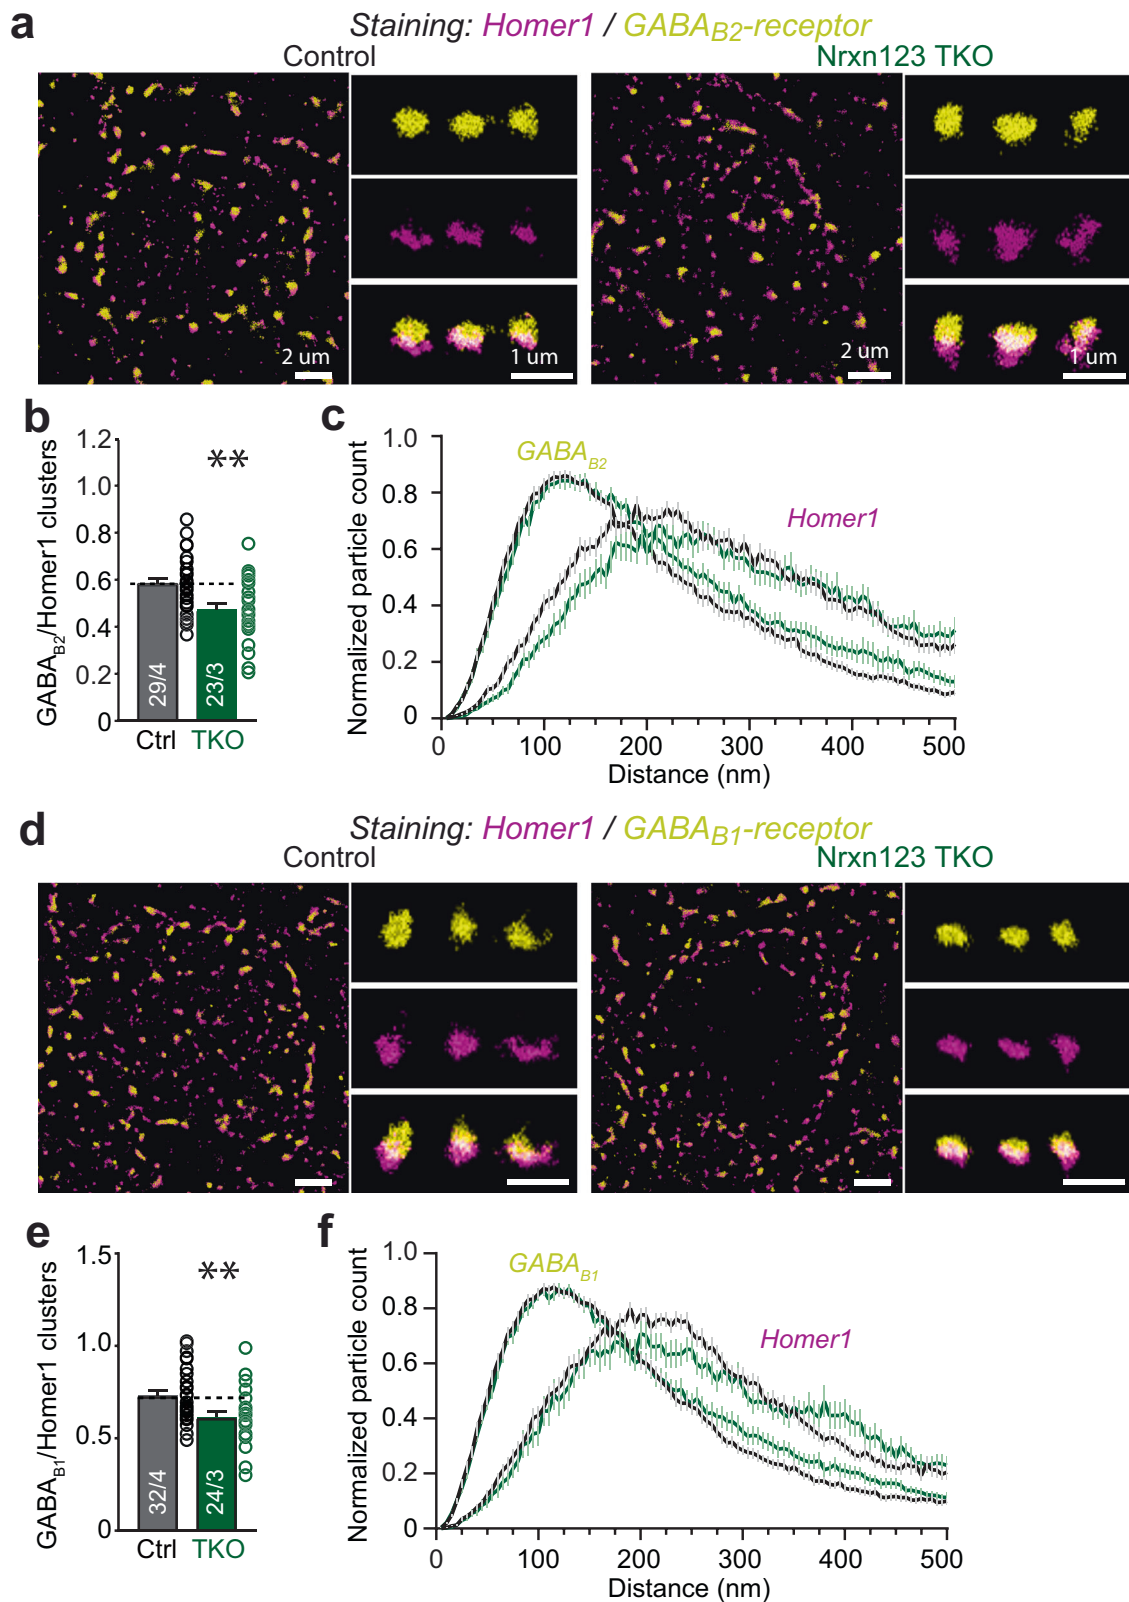 a
Staining: Homer1 / GABAB2-receptor
Control
Nrxn123 TKO
2 um
1 um
2 um
1 um
b
GABAB2/Homer1 clusters
1.2
1.0
0.8
0.6
0.4
0.2
0
**
29/4
23/3
Ctrl
TKO
c
Normalized particle count
1.0
0.8
0.6
0.4
0.2
0
GABAB2
Homer1
0
100
200
300
400
500
Distance (nm)
d
Staining: Homer1 / GABAB1-receptor
Control
Nrxn123 TKO
e
GABAB1/Homer1 clusters
1.5
1.0
0.5
0
**
32/4
24/3
Ctrl
TKO
f
Normalized particle count
1.0
0.8
0.6
0.4
0.2
0
GABAB1
Homer1
0
100
200
300
400
500
Distance (nm)